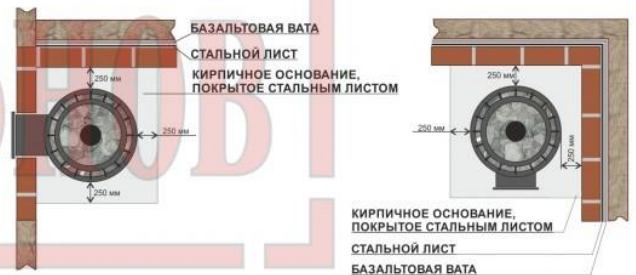 БАЗАЛЬТОВАЯ ВАТА
СТАЛЬНОЙ ЛИСТ
КИРПИЧНОЕ ОСНОВАНИЕ,
ПОКРЫТОЕ СТАЛЬНЫМ ЛИСТОМ
250 мм
250 мм
250 мм
250 мм
250 мм
250 мм
КИРПИЧНОЕ ОСНОВАНИЕ,
ПОКРЫТОЕ СТАЛЬНЫМ ЛИСТОМ
СТАЛЬНОЙ ЛИСТ
БАЗАЛЬТОВАЯ ВАТА